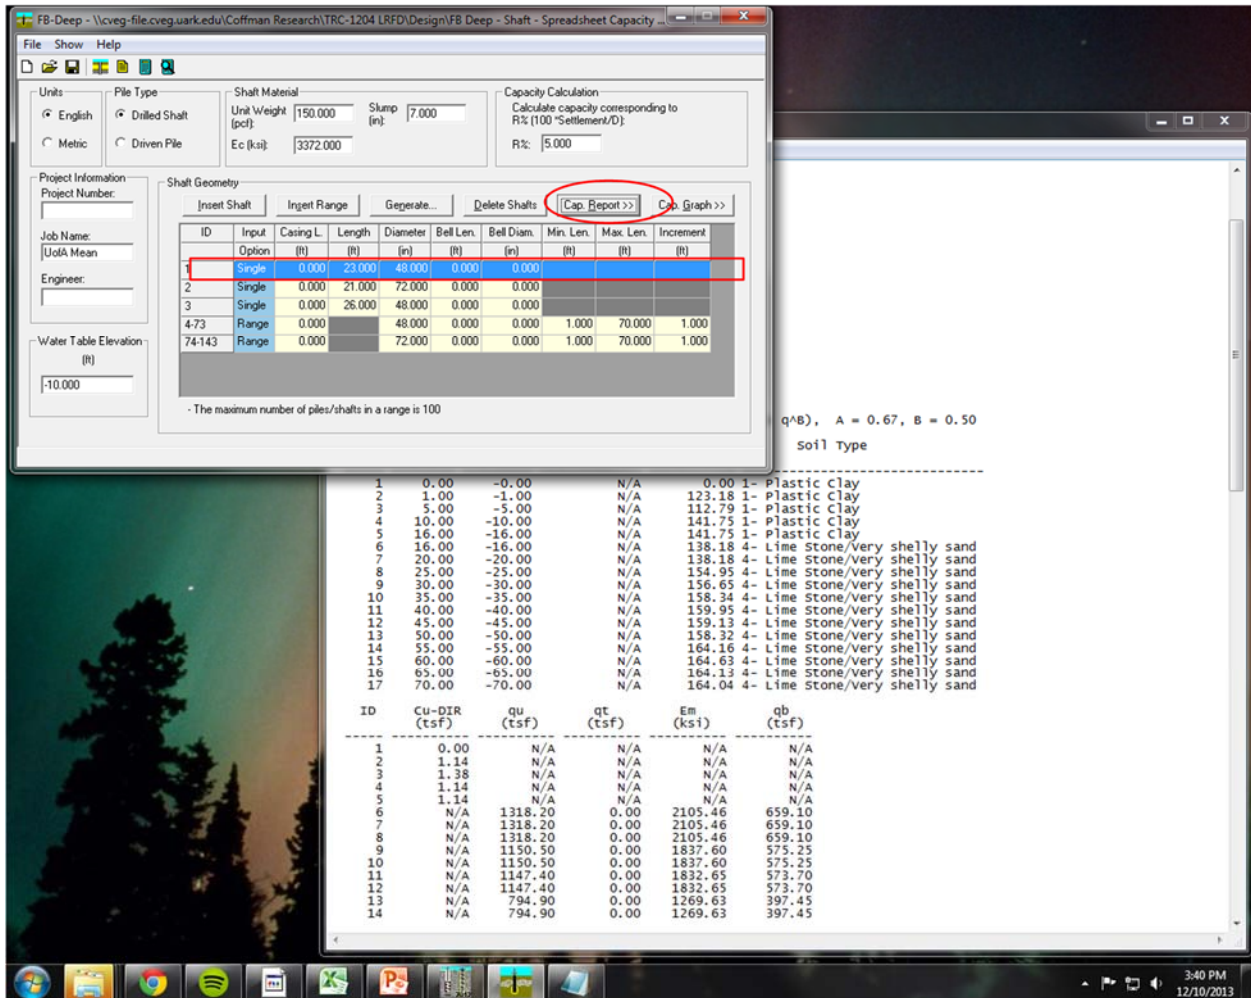 FB-Deep - \\cveg-file.cveg.uark.edu\Coffman Research\TRC-1204 LRFD\Design\FB Deep - Shaft - Spreadsheet Capacity ...
File Show Help
Units
English
Metric
Pile Type
Drilled Shaft
Driven Pile
Shaft Material
Unit Weight (pcf): 150.000 Slump (in): 7.000
Ec (ksi): 3372.000
Capacity Calculation
Calculate capacity corresponding to
R% (100 *Settlement/D):
R%: 5.000
Project Information
Project Number:
Job Name:
UofA Mean
Engineer:
Water Table Elevation
(ft)
-10.000
Shaft Geometry
Insert Shaft Insert Range Generate... Delete Shafts Cap. Report >> Cap. Graph >>
ID Input Casing L. Length Diameter Bell Len. Bell Diam. Min. Len. Max. Len. Increment
Option (ft) (ft) (in) (ft) (in) (ft) (ft) (ft)
1 Single 0.000 23.000 48.000 0.000 0.000
2 Single 0.000 21.000 72.000 0.000 0.000
3 Single 0.000 26.000 48.000 0.000 0.000
4-73 Range 0.000 48.000 0.000 0.000 1.000 70.000 1.000
74-143 Range 0.000 72.000 0.000 0.000 1.000 70.000 1.000
- The maximum number of piles/shafts in a range is 100
q^B), A = 0.67, B = 0.50
Soil Type
1 0.00 -0.00 N/A 0.00 1- Plastic Clay
2 1.00 -1.00 N/A 123.18 1- Plastic Clay
3 5.00 -5.00 N/A 112.79 1- Plastic Clay
4 10.00 -10.00 N/A 141.75 1- Plastic Clay
5 16.00 -16.00 N/A 141.75 1- Plastic Clay
6 16.00 -16.00 N/A 138.18 4- Lime Stone/Very shelly sand
7 20.00 -20.00 N/A 138.18 4- Lime Stone/Very shelly sand
8 25.00 -25.00 N/A 154.95 4- Lime Stone/Very shelly sand
9 30.00 -30.00 N/A 156.65 4- Lime Stone/Very shelly sand
10 35.00 -35.00 N/A 158.34 4- Lime Stone/Very shelly sand
11 40.00 -40.00 N/A 159.95 4- Lime Stone/Very shelly sand
12 45.00 -45.00 N/A 159.13 4- Lime Stone/Very shelly sand
13 50.00 -50.00 N/A 158.32 4- Lime Stone/Very shelly sand
14 55.00 -55.00 N/A 164.16 4- Lime Stone/Very shelly sand
15 60.00 -60.00 N/A 164.63 4- Lime Stone/Very shelly sand
16 65.00 -65.00 N/A 164.13 4- Lime Stone/Very shelly sand
17 70.00 -70.00 N/A 164.04 4- Lime Stone/Very shelly sand
ID Cu-DIR qu qt Em qb
(tsf) (tsf) (tsf) (ksi) (tsf)
1 0.00 N/A N/A N/A N/A
2 1.14 N/A N/A N/A N/A
3 1.38 N/A N/A N/A N/A
4 1.14 N/A N/A N/A N/A
5 1.14 N/A N/A N/A N/A
6 N/A 1318.20 0.00 2105.46 659.10
7 N/A 1318.20 0.00 2105.46 659.10
8 N/A 1318.20 0.00 2105.46 659.10
9 N/A 1150.50 0.00 1837.60 575.25
10 N/A 1150.50 0.00 1837.60 575.25
11 N/A 1147.40 0.00 1832.65 573.70
12 N/A 1147.40 0.00 1832.65 573.70
13 N/A 794.90 0.00 1269.63 397.45
14 N/A 794.90 0.00 1269.63 397.45
3:40 PM
12/10/2013